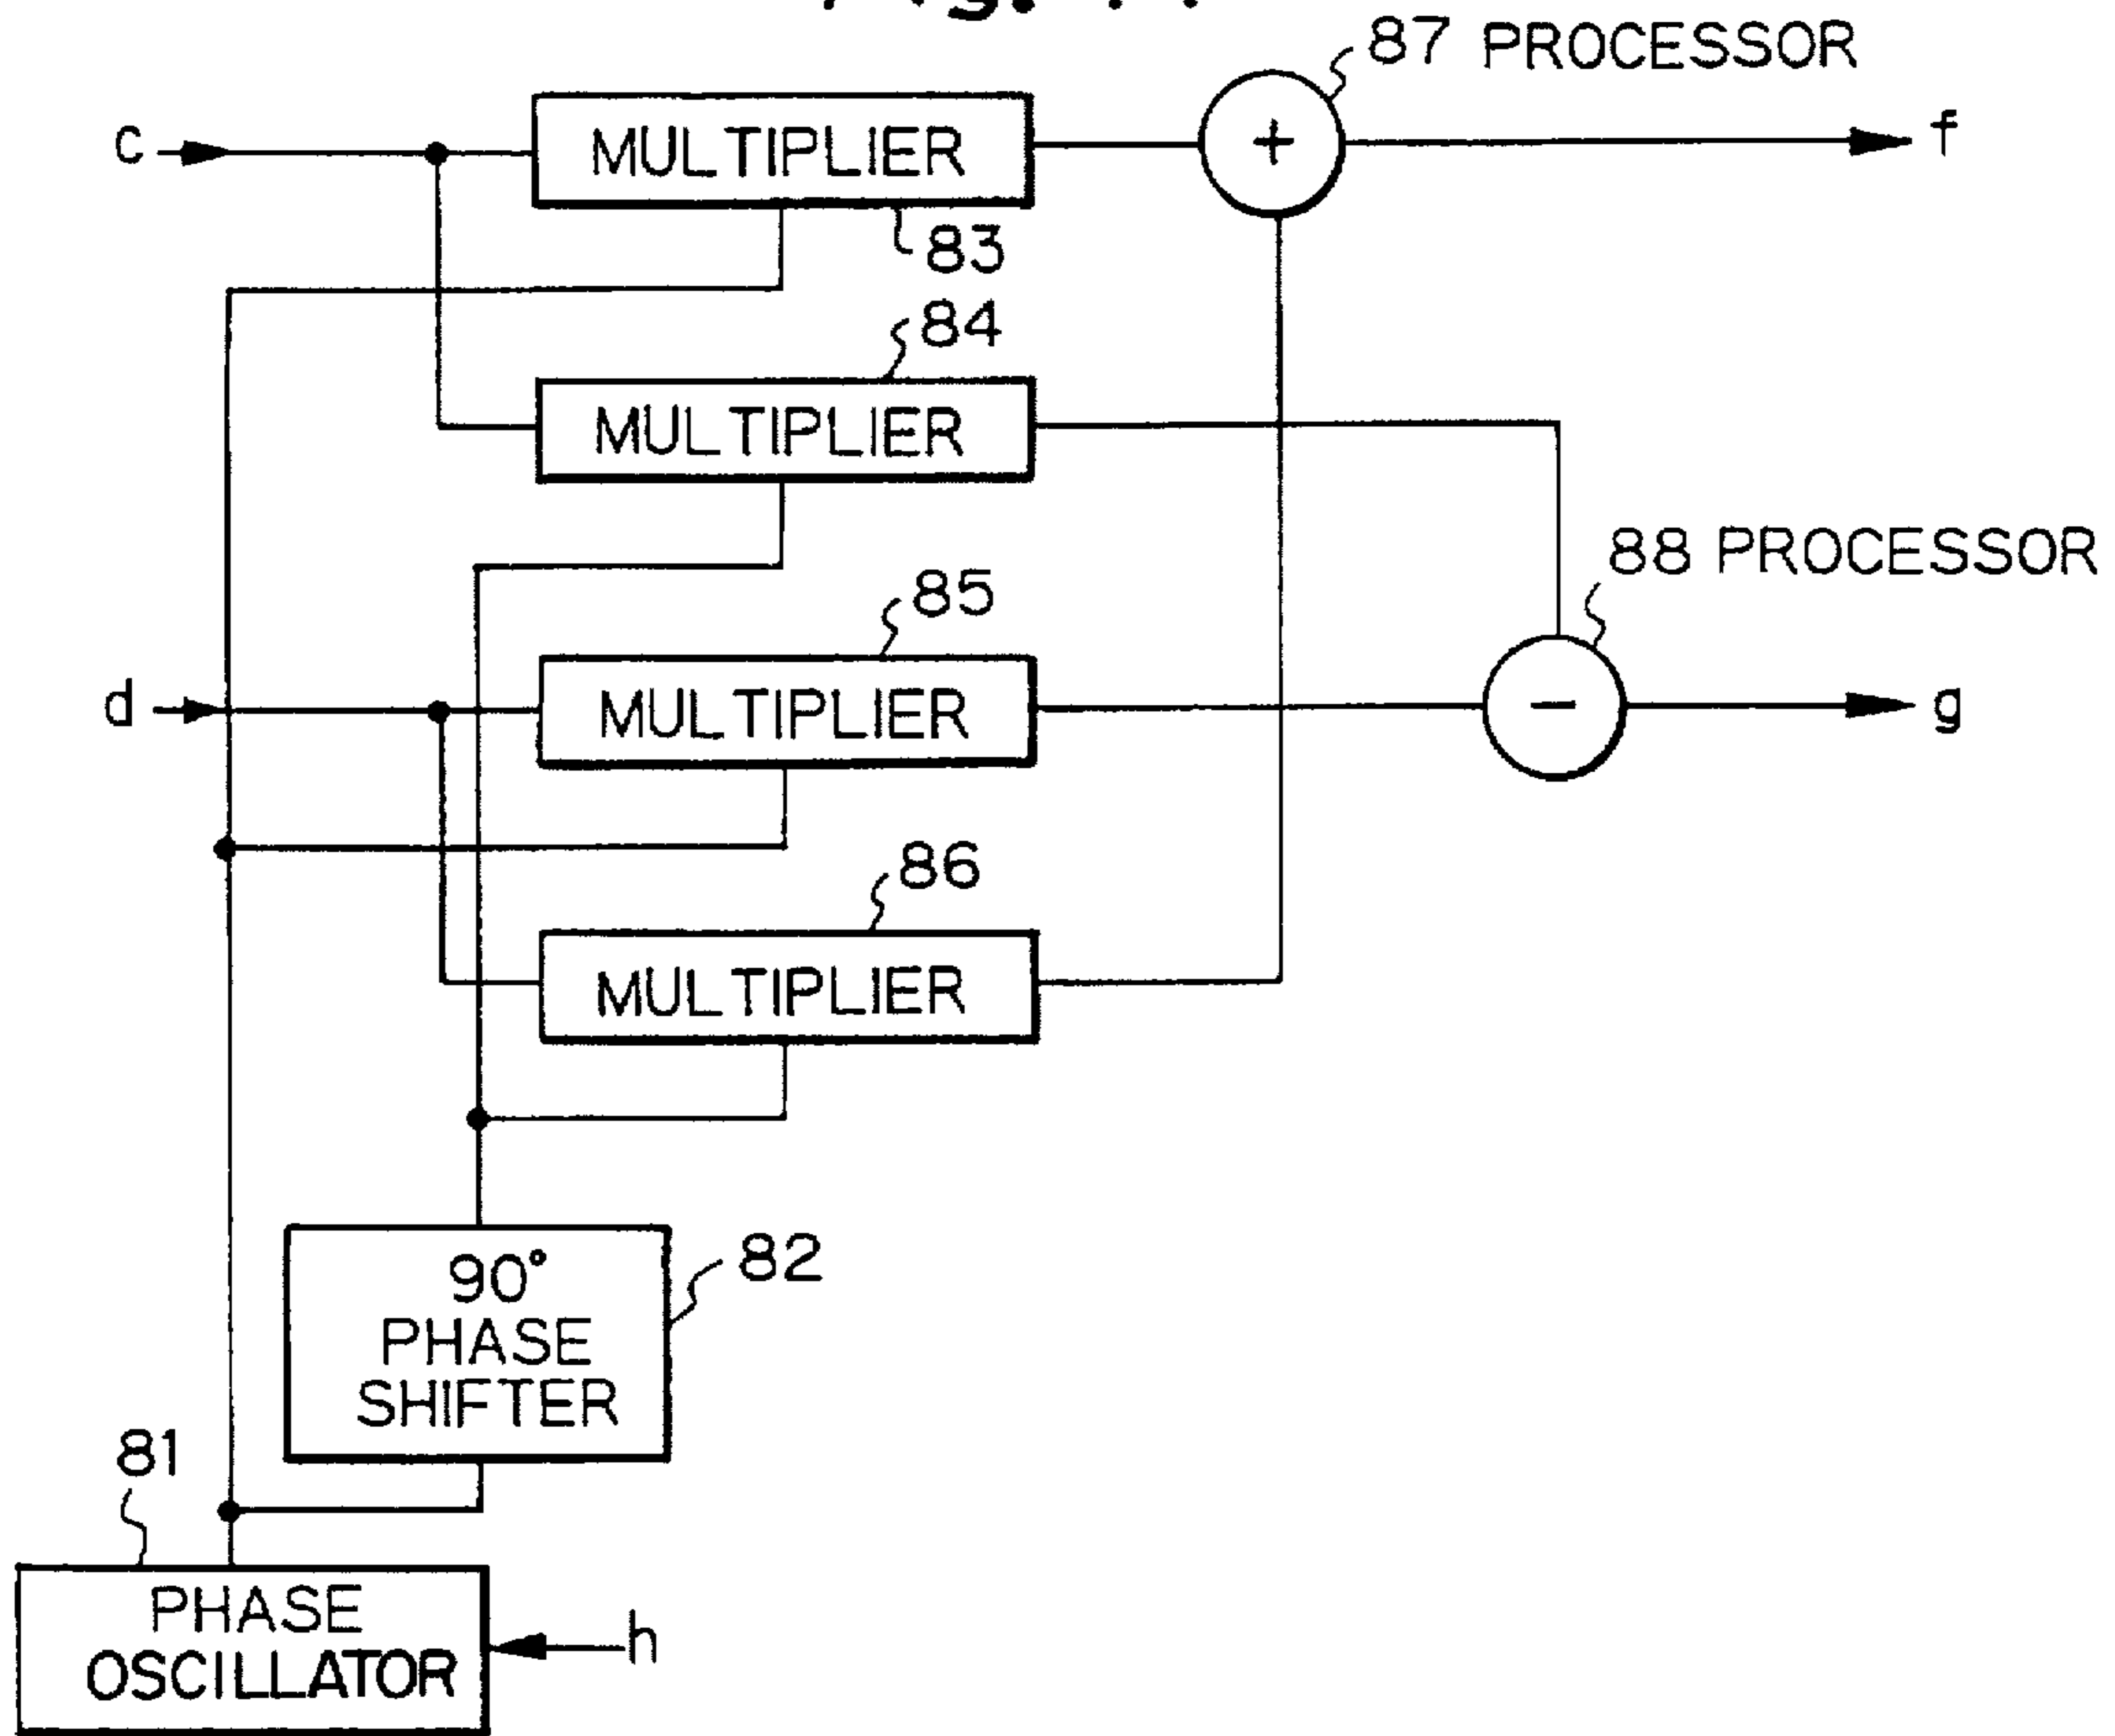 87 PROCESSOR
c
MULTIPLIER
f
83
84
MULTIPLIER
88 PROCESSOR
85
d
MULTIPLIER
g
86
MULTIPLIER
90°
PHASE
SHIFTER
82
81
PHASE
OSCILLATOR
h